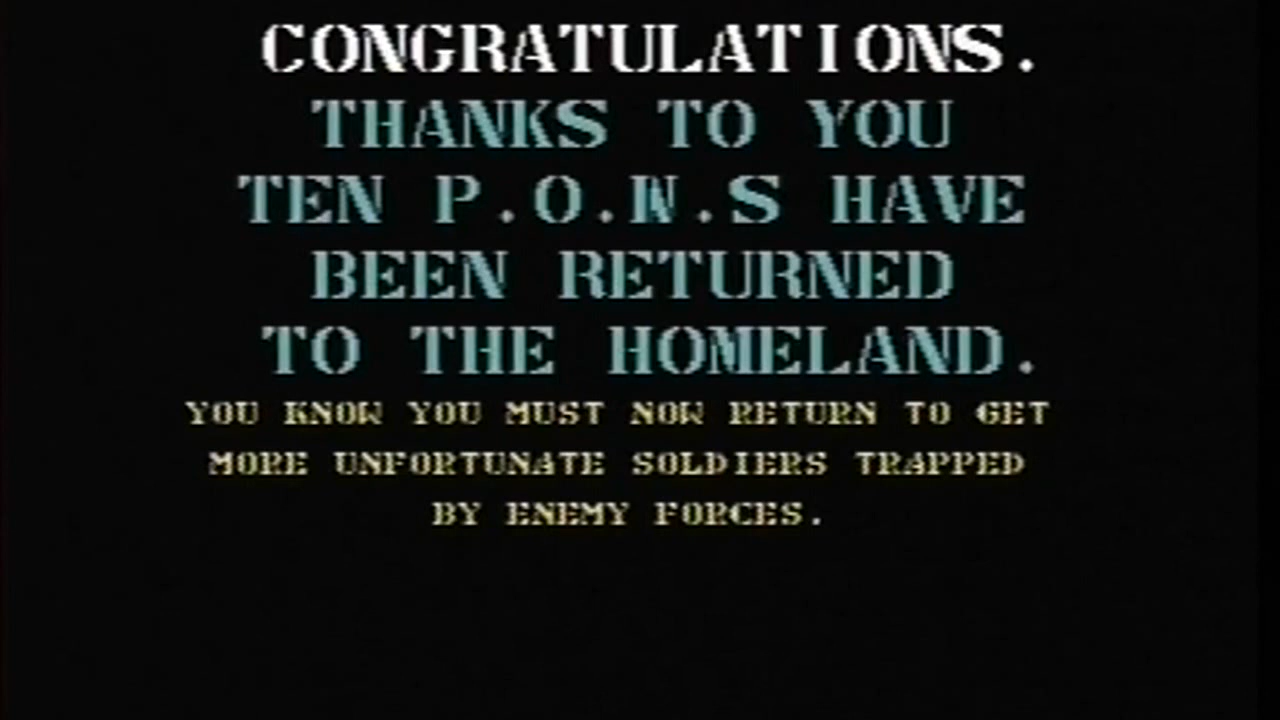 CONGRATULATIONS.
THANKS TO YOU
TEN P.O.W.S HAVE
BEEN RETURNED
TO THE HOMELAND.
YOU KNOW YOU MUST NOW RETURN TO GET
MORE UNFORTUNATE SOLDIERS TRAPPED
BY ENEMY FORCES.